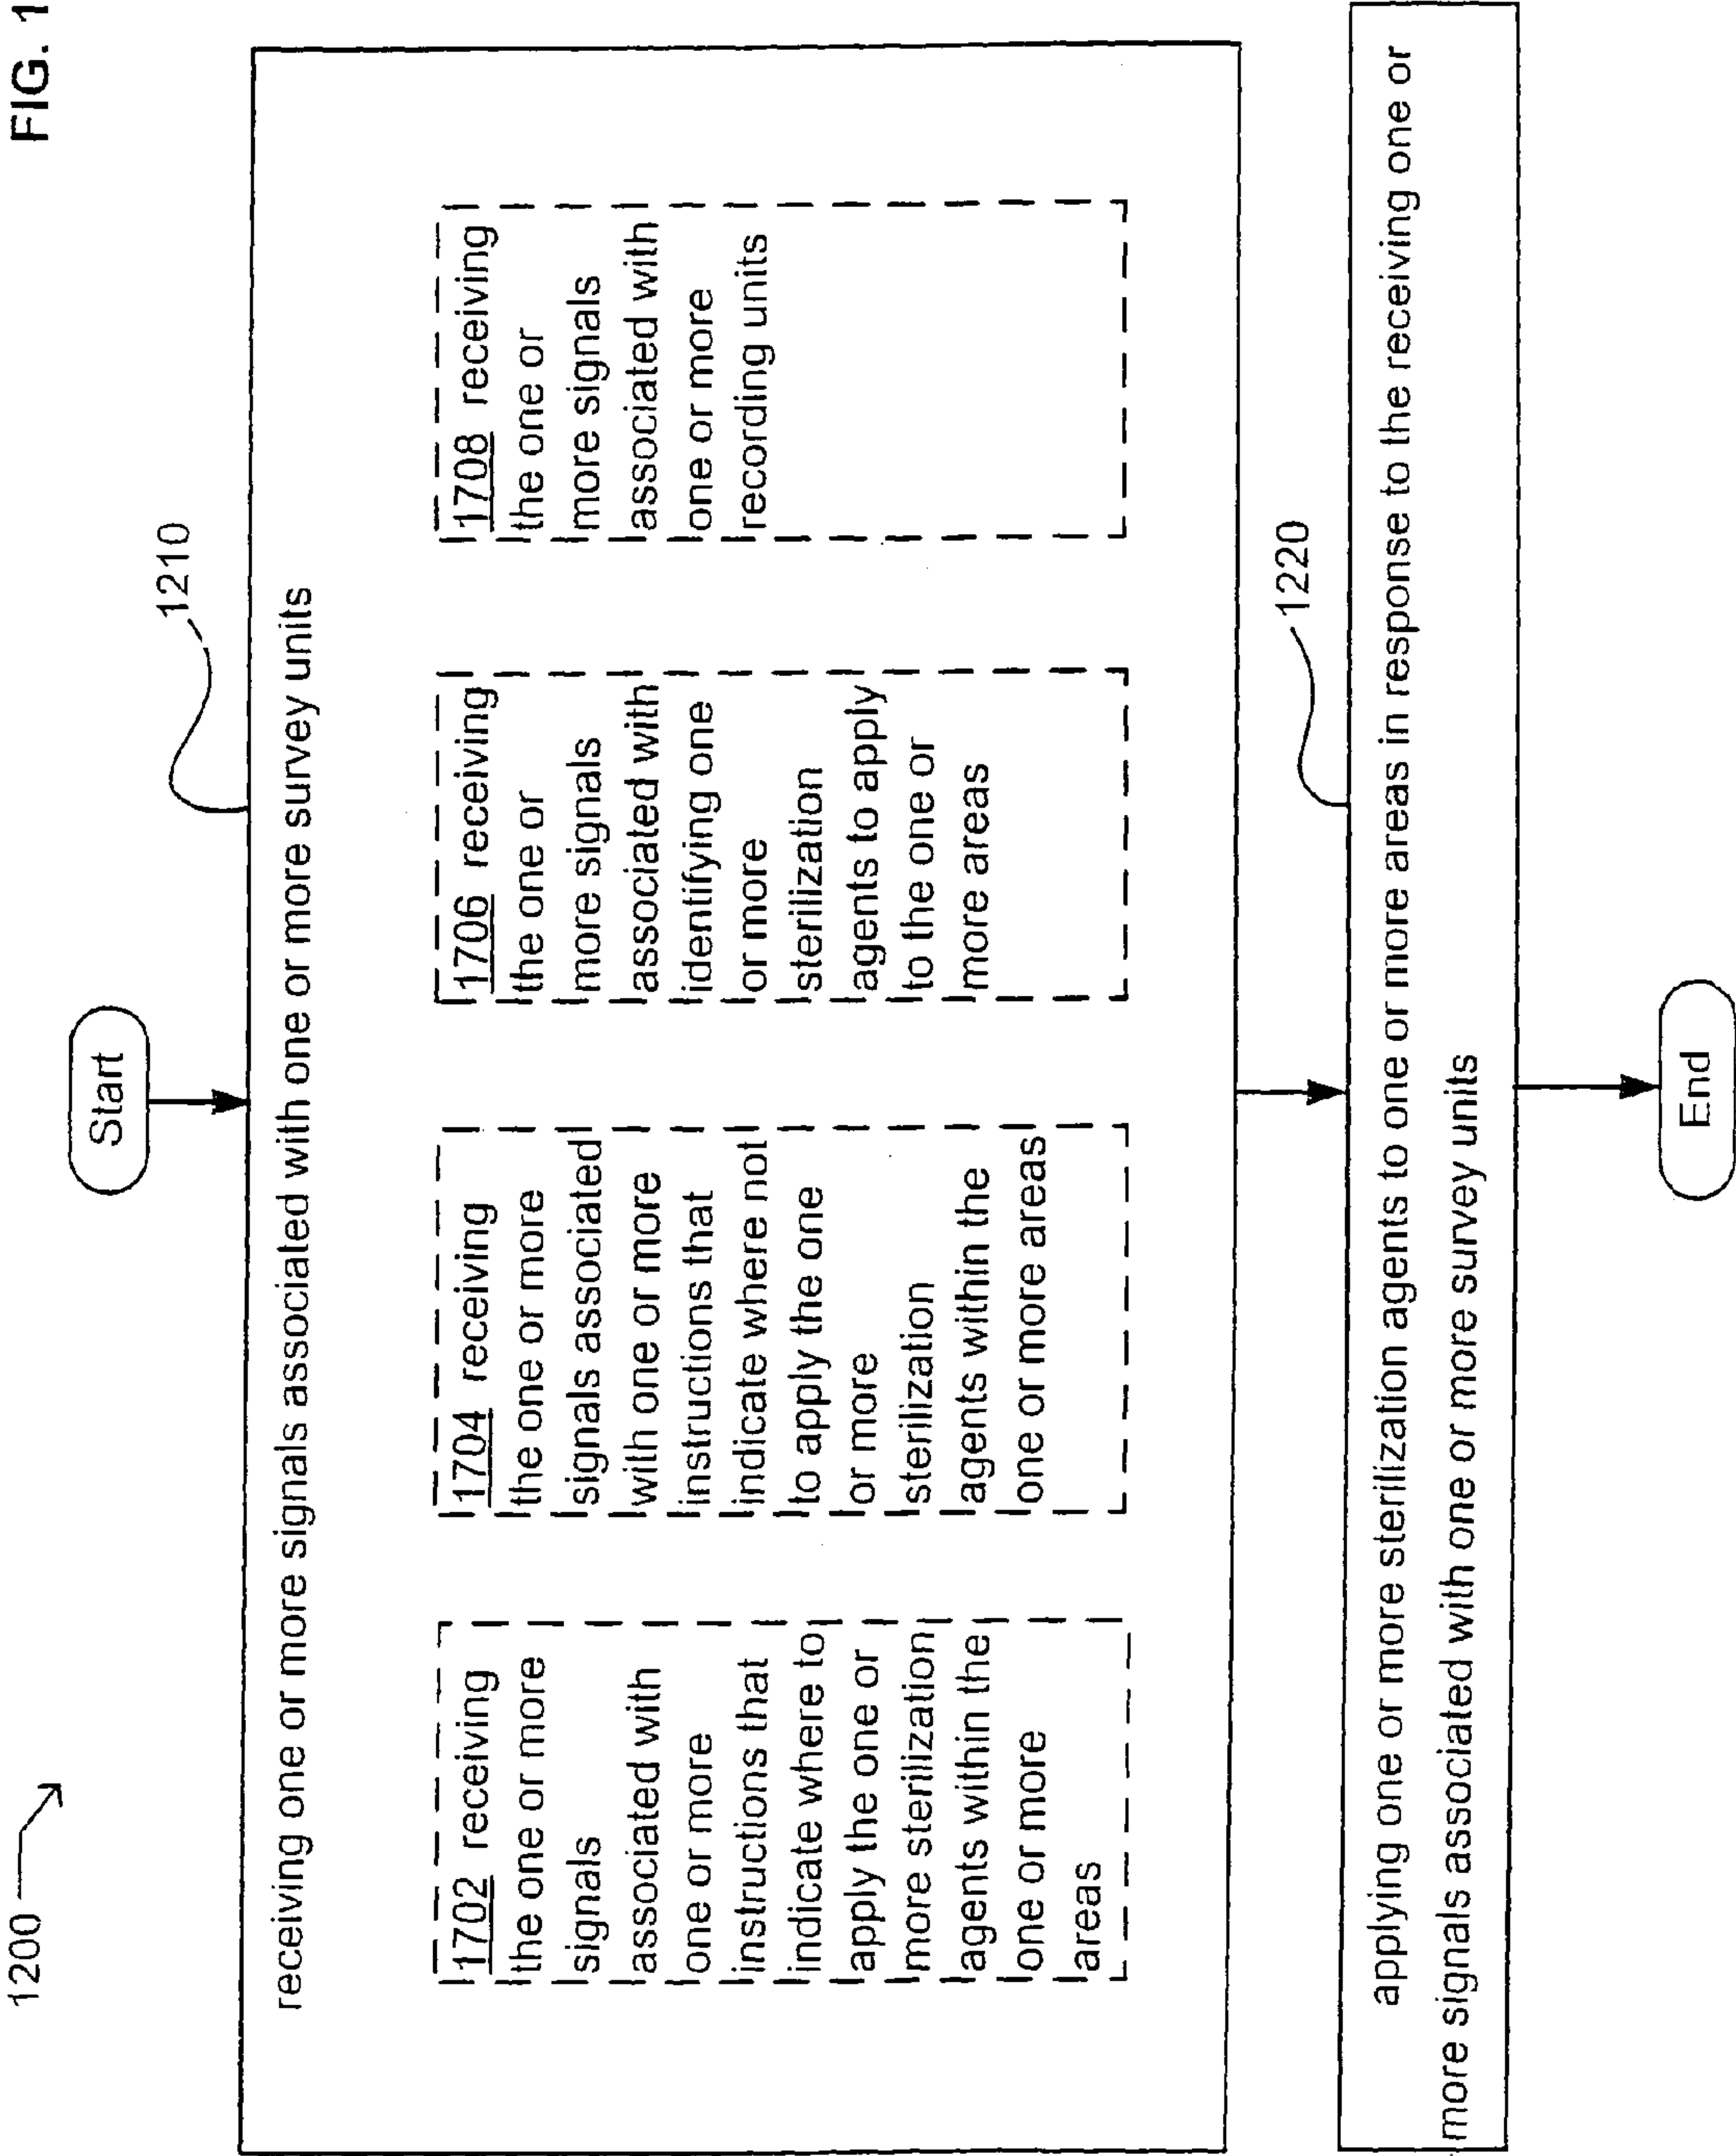 FIG. 1
1200
Start
1210
receiving one or more signals associated with one or more survey units
1702 receiving
the one or more
signals
associated with
one or more
instructions that
indicate where to
apply the one or
more sterilization
agents within the
one or more
areas
1704 receiving
the one or more
signals associated
with one or more
instructions that
indicate where not
to apply the one
or more
sterilization
agents within the
one or more areas
1706 receiving
the one or
more signals
associated with
identifying one
or more
sterilization
agents to apply
to the one or
more areas
1708 receiving
the one or
more signals
associated with
one or more
recording units
1220
applying one or more sterilization agents to one or more areas in response to the receiving one or
more signals associated with one or more survey units
End